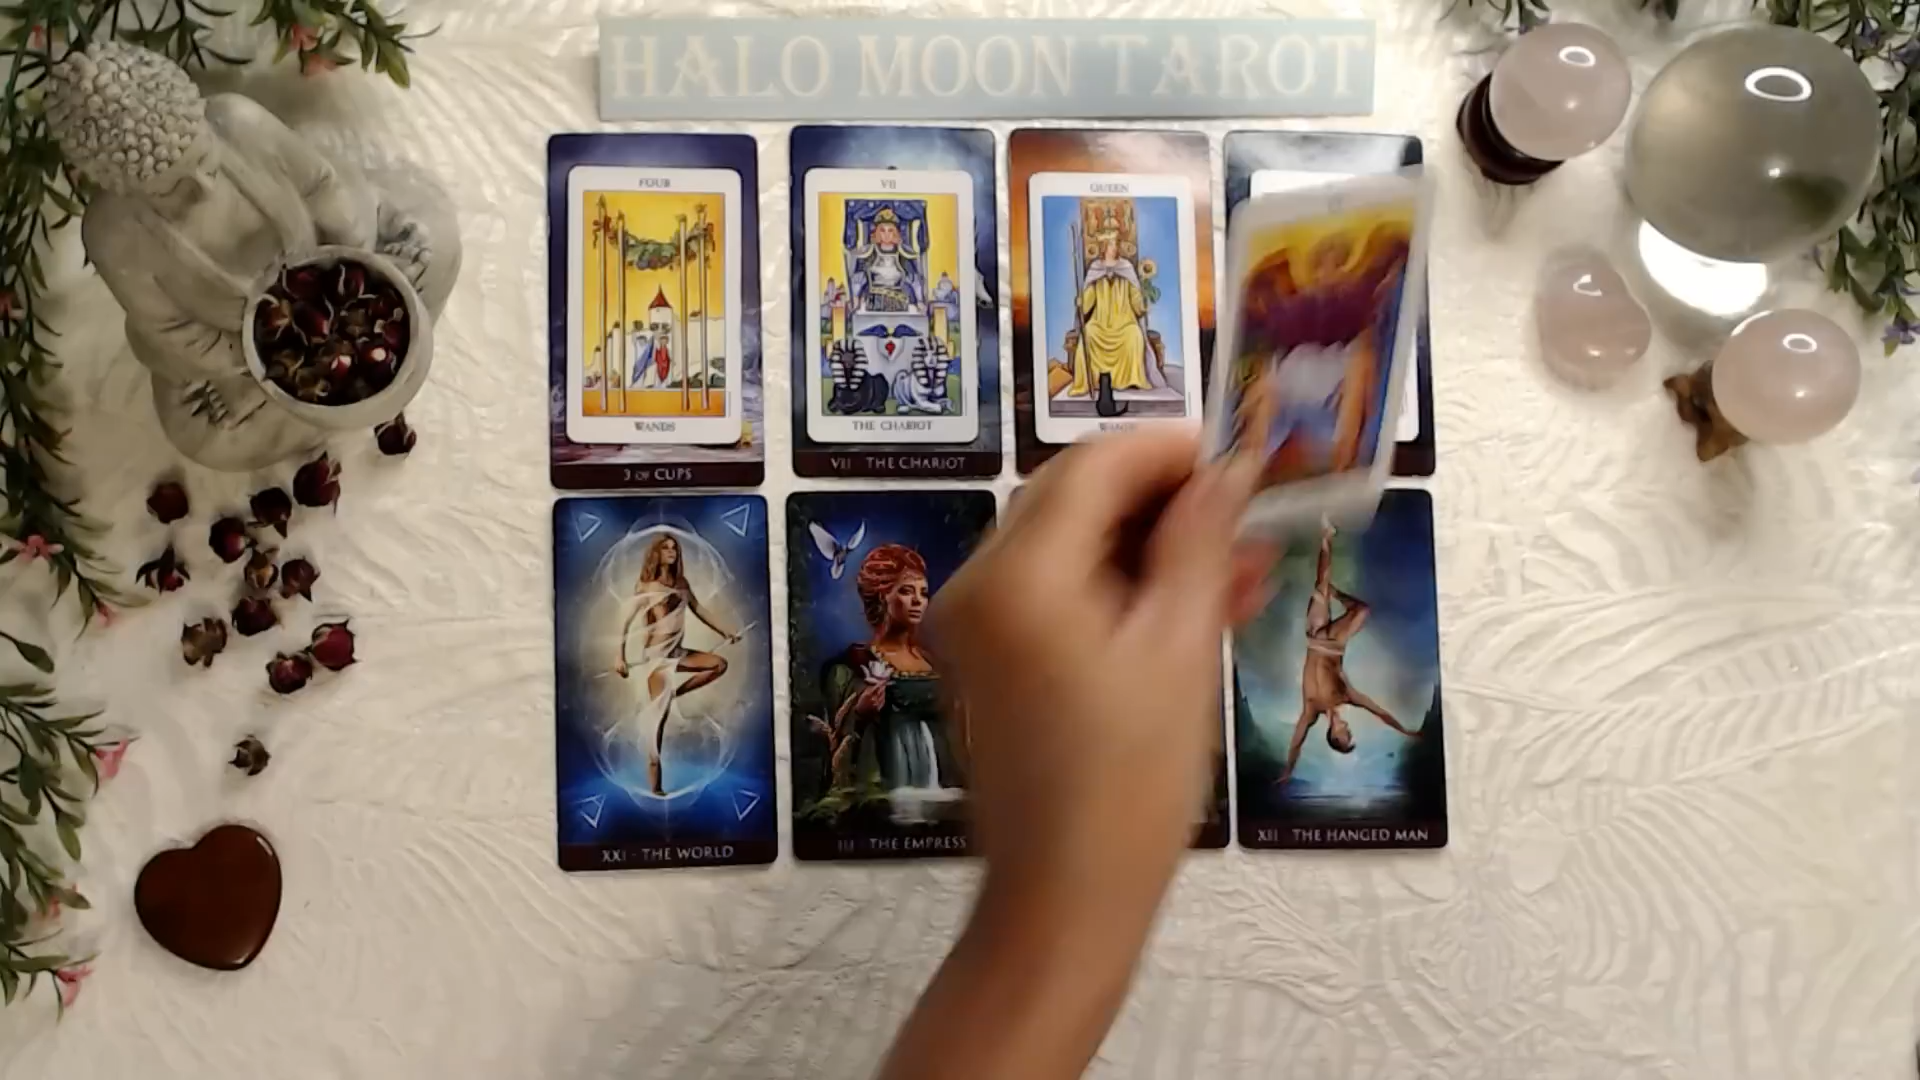 HALO MOON TAROT
FOUR
WANDS
3 OF CUPS
VII
THE CHARIOT
VII THE CHARIOT
QUEEN
WANDS
XXI - THE WORLD
III - THE EMPRESS
XII THE HANGED MAN